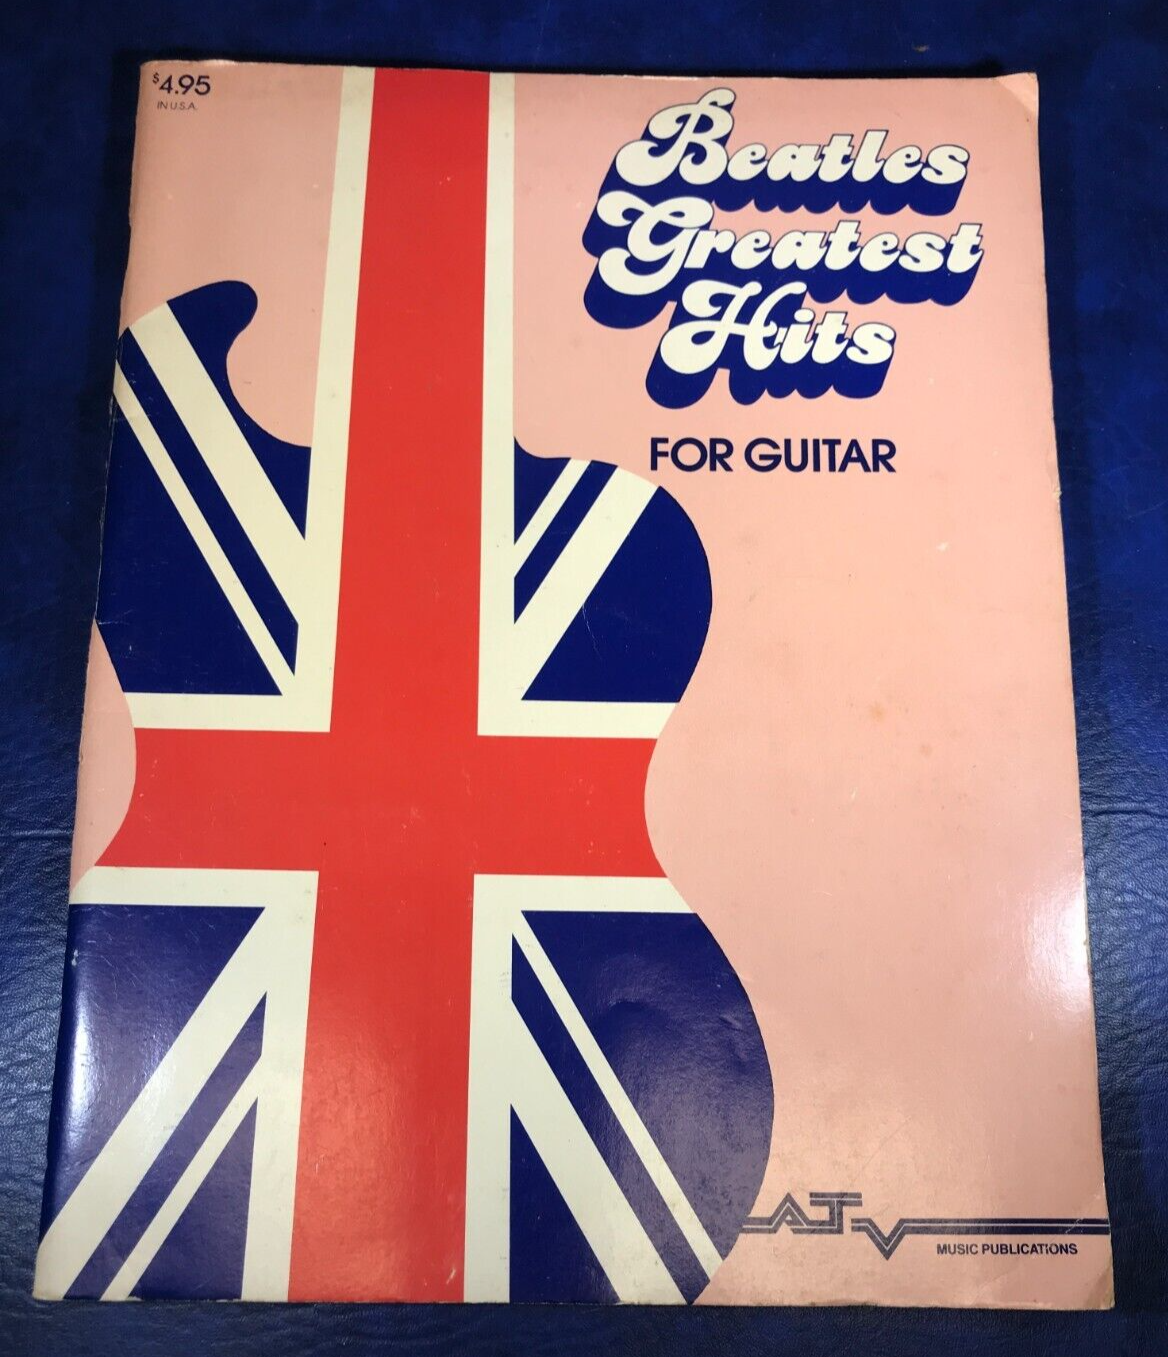 $4.95
IN U.S.A.
Beatles
Greatest
Hits
FOR GUITAR
ATV
MUSIC PUBLICATIONS